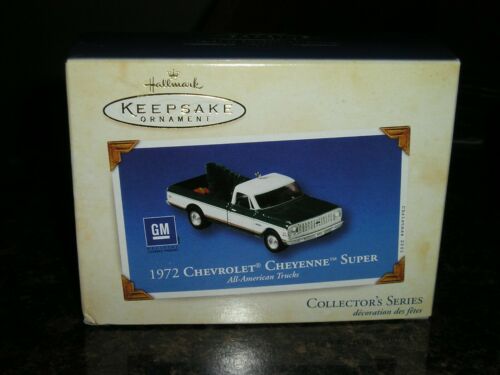 Hallmark
KEEPSAKE
ORNAMENT
GM
1972 CHEVROLET® CHEYENNE™ SUPER
All-American Trucks
COLLECTOR'S SERIES
décoration des fêtes